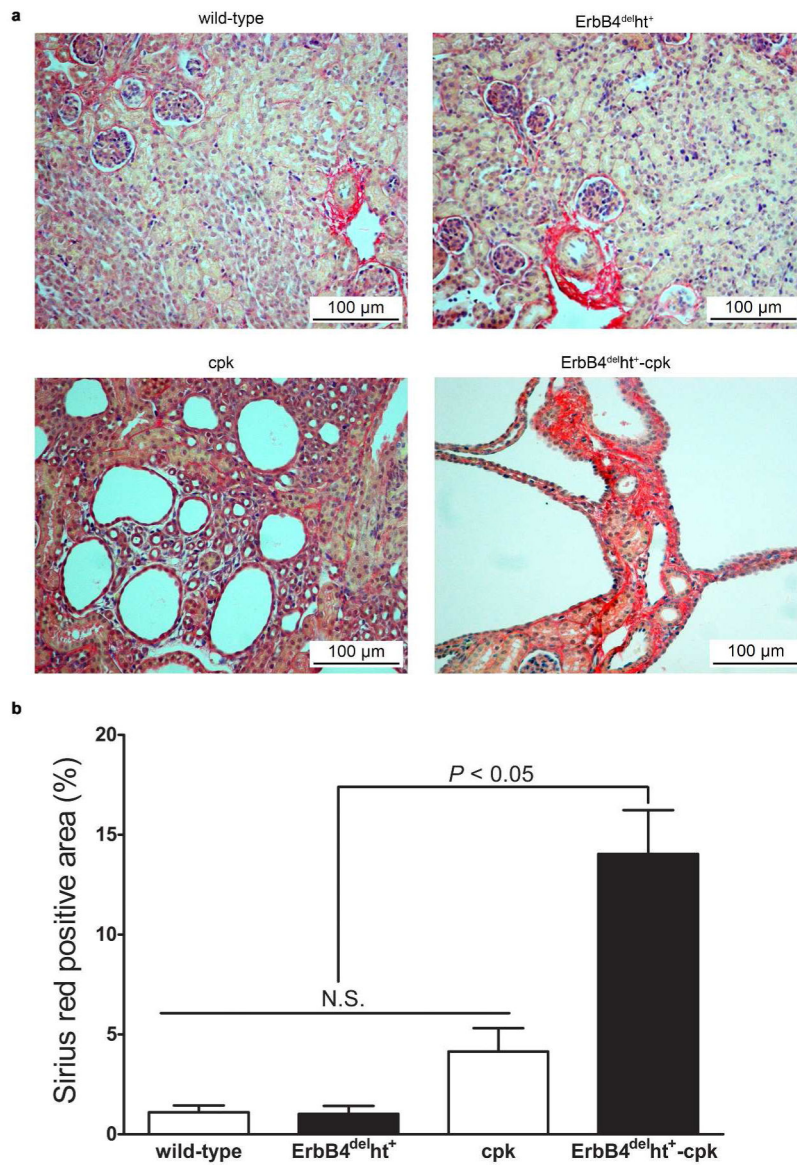 a
wild-type
ErbB4ᵈᵉˡht⁺
100 µm
100 µm
cpk
ErbB4ᵈᵉˡht⁺-cpk
100 µm
100 µm
b
Sirius red positive area (%)
20
15
10
5
0
P < 0.05
N.S.
wild-type
ErbB4ᵈᵉˡht⁺
cpk
ErbB4ᵈᵉˡht⁺-cpk